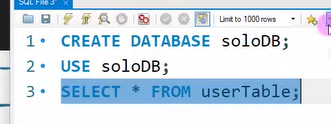 SQL File 3*
Limit to 1000 rows
1 CREATE DATABASE soloDB;
2 USE soloDB;
3 SELECT * FROM userTable;